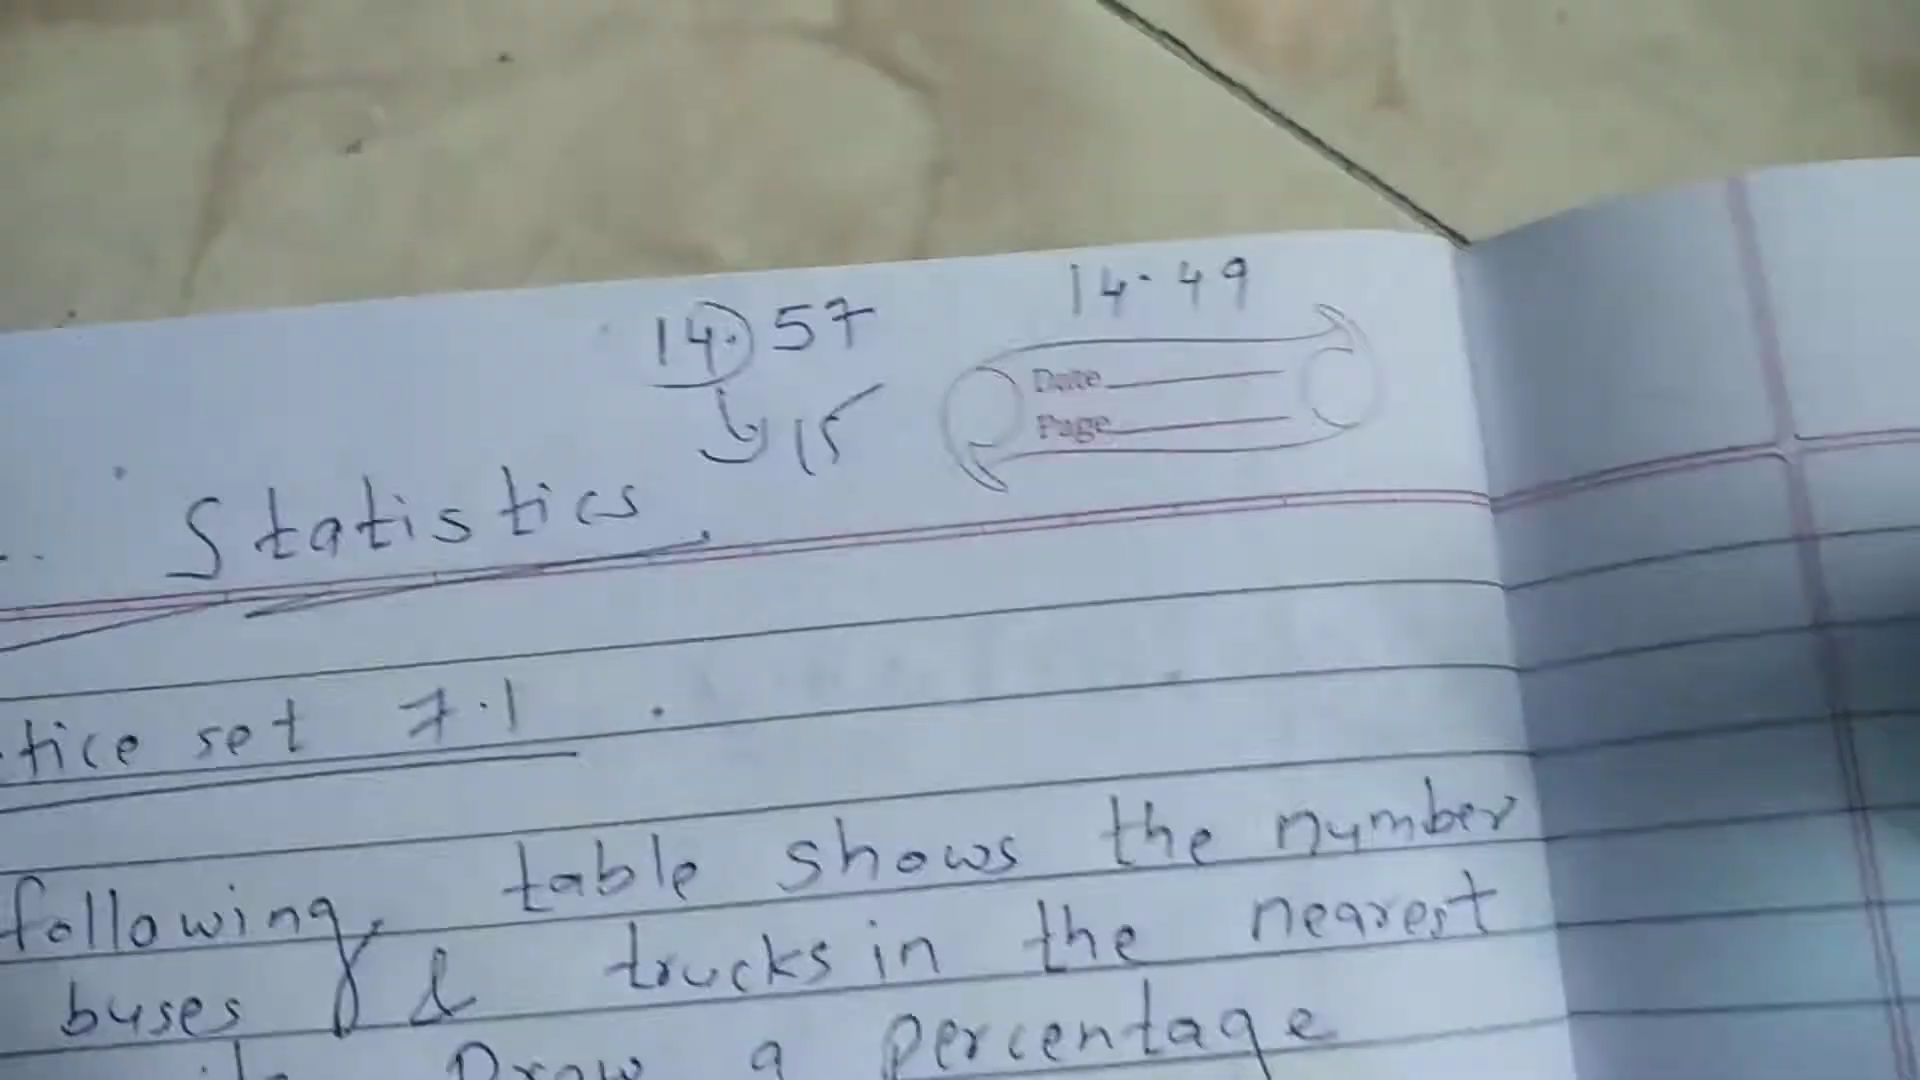 14.57
14.49
15
Date
Page
Statistics
tice set 7.1
following table shows the number
buses & trucks in the nearest
Draw a percentage